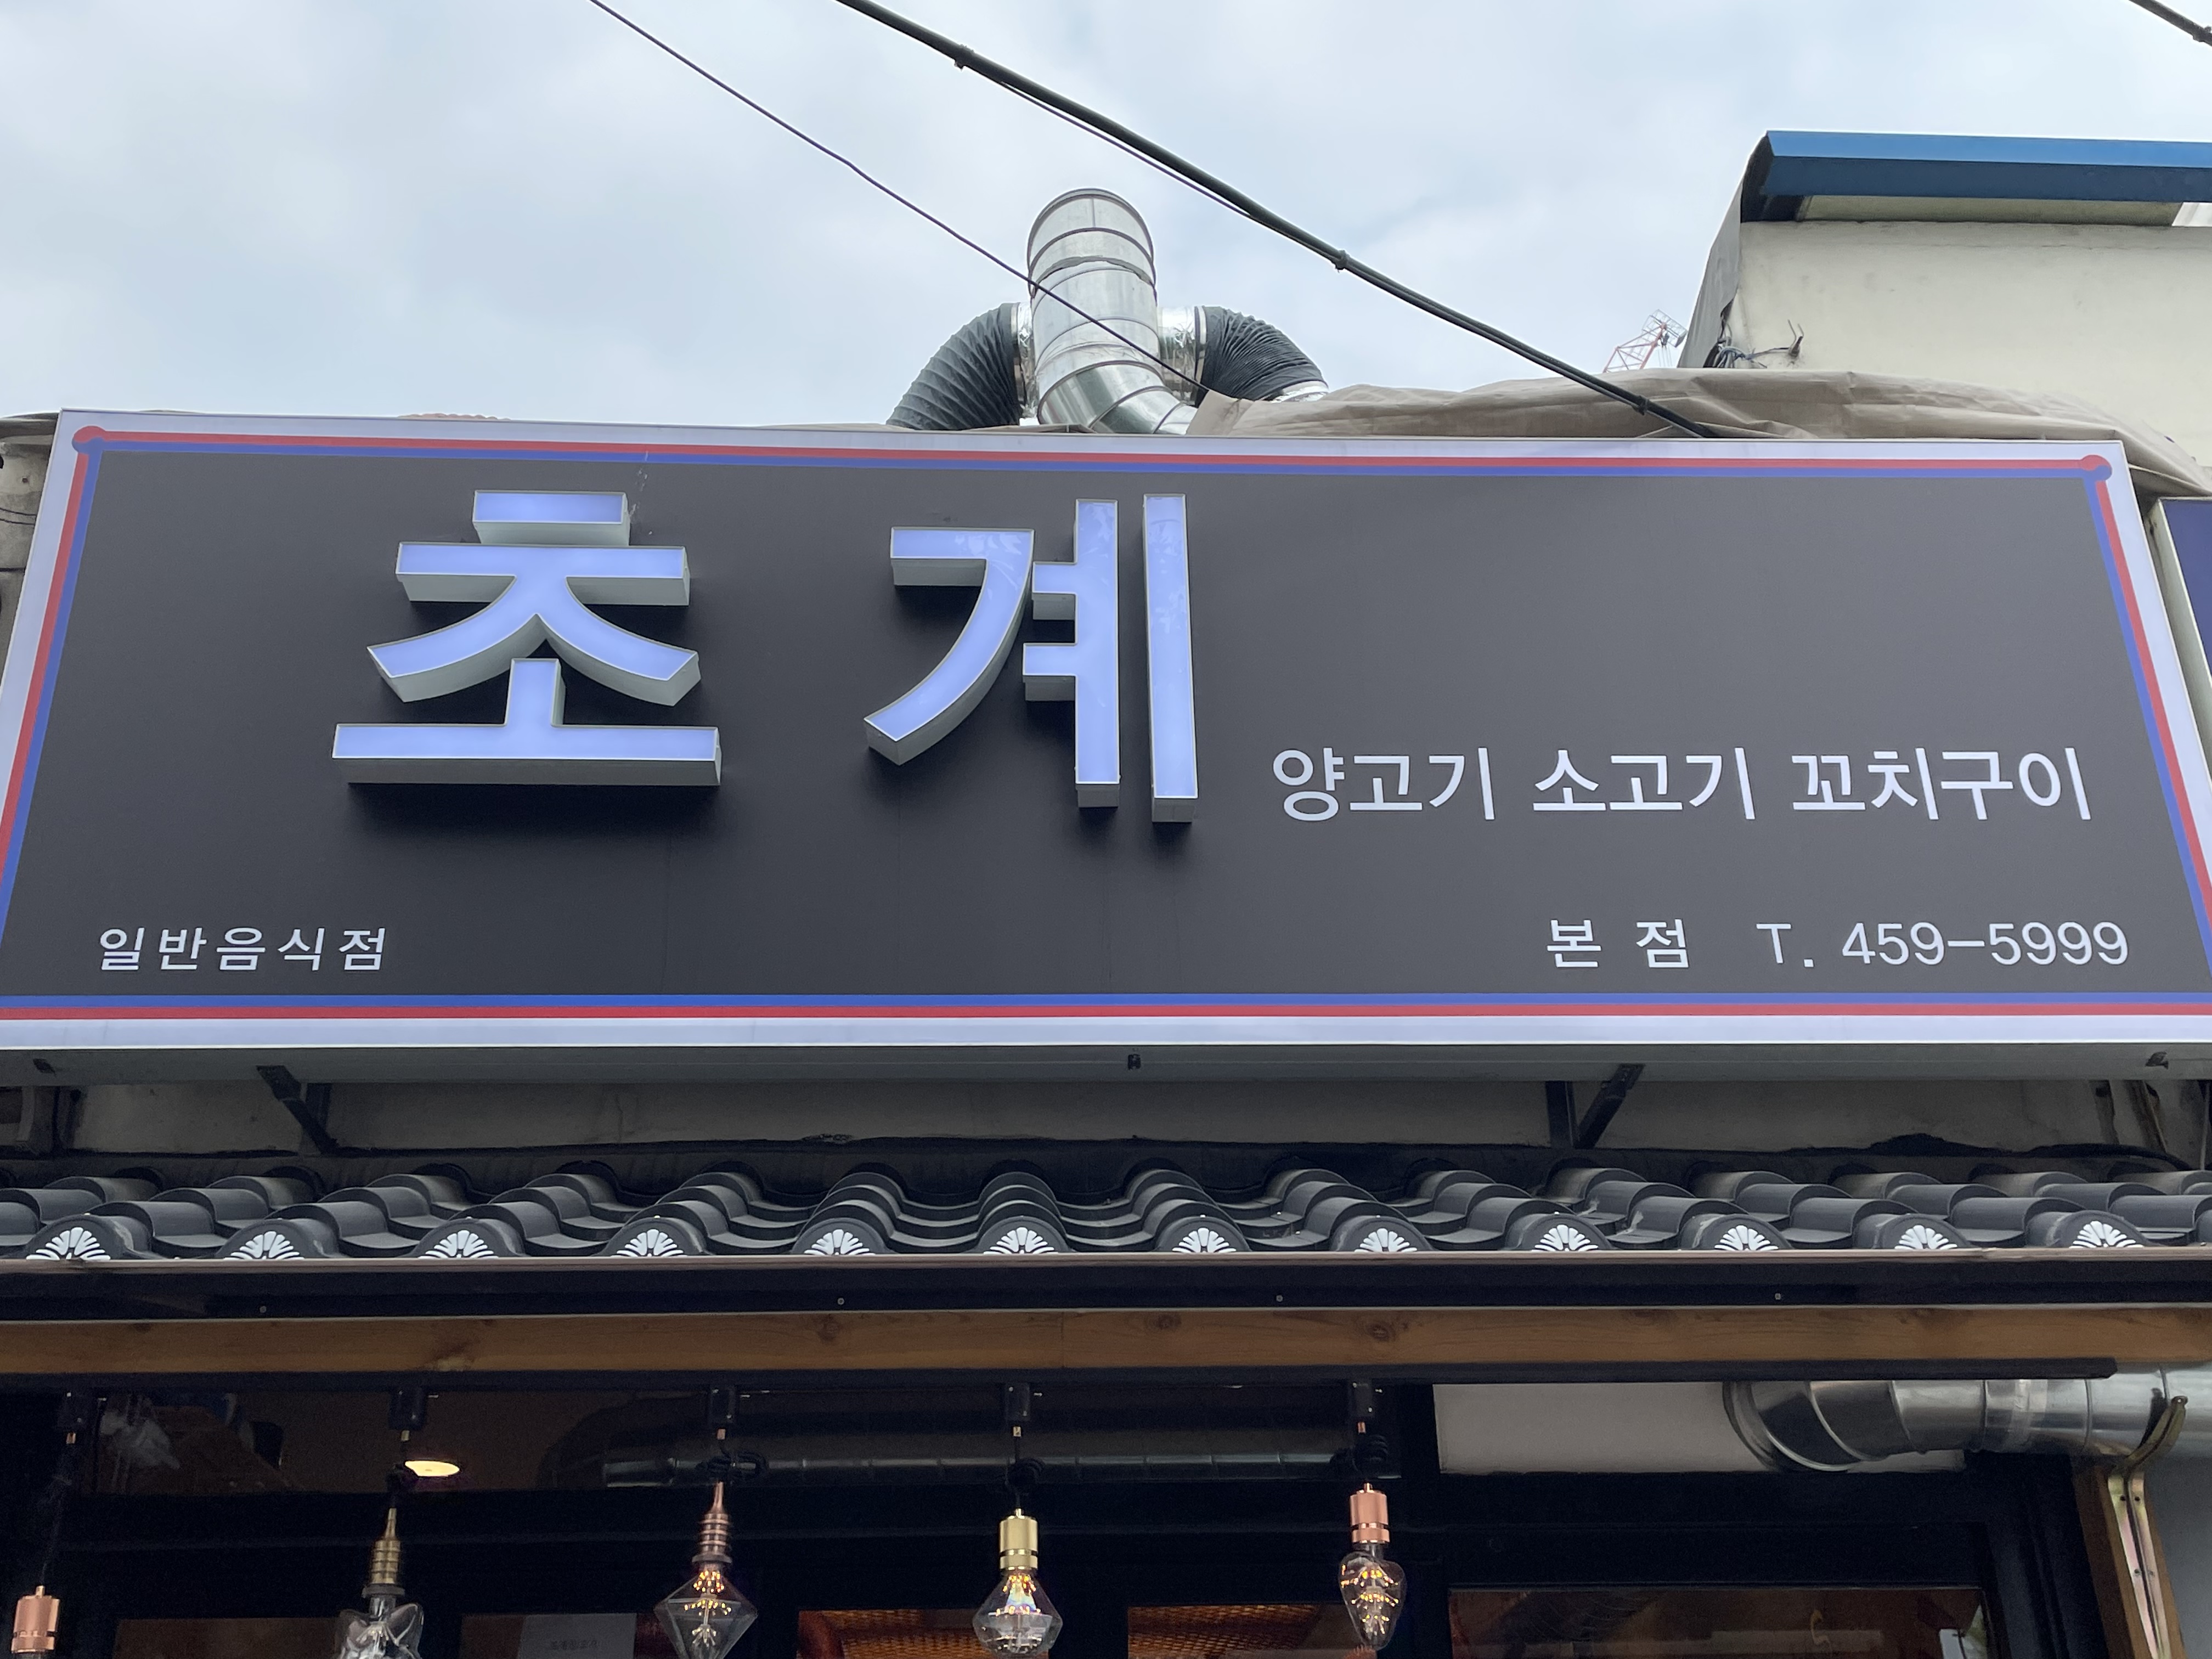 초계
양고기 소고기 꼬치구이
일반음식점
본점 T. 459-5999